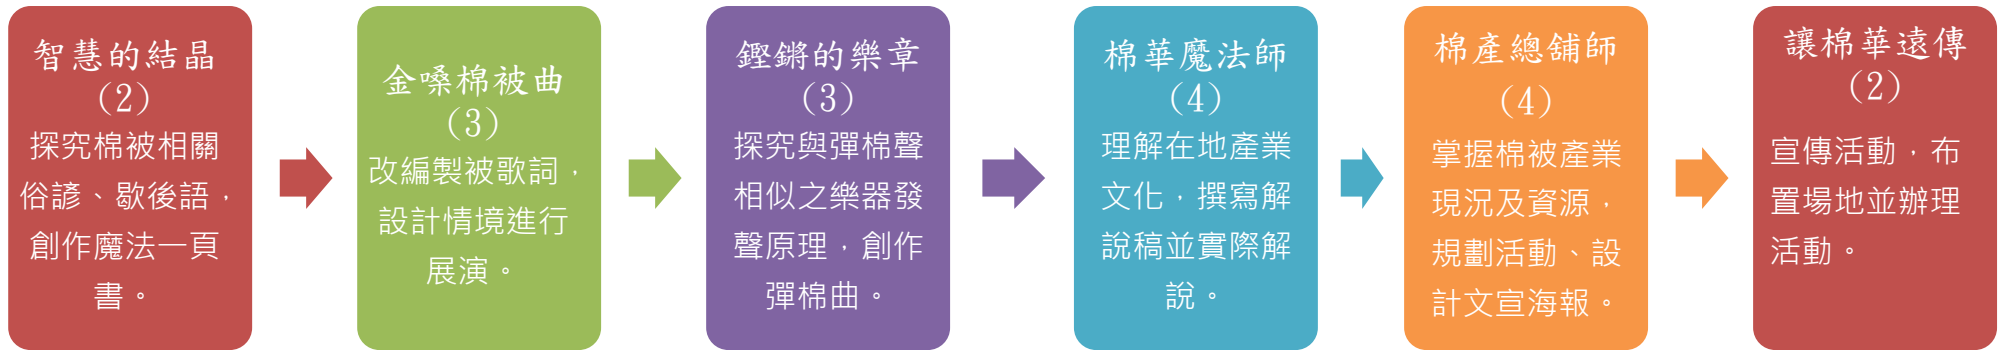 智慧的結晶
(2)
探究棉被相關
俗諺、歇後語，
創作魔法一頁
書。
金嗓棉被曲
(3)
改編製被歌詞，
設計情境進行
展演。
鏗鏘的樂章
(3)
探究與彈棉聲
相似之樂器發
聲原理，創作
彈棉曲。
棉華魔法師
(4)
理解在地產業
文化，撰寫解
說稿並實際解
說。
棉產總舖師
(4)
掌握棉被產業
現況及資源，
規劃活動、設
計文宣海報。
讓棉華遠傳
(2)
宣傳活動，布
置場地並辦理
活動。